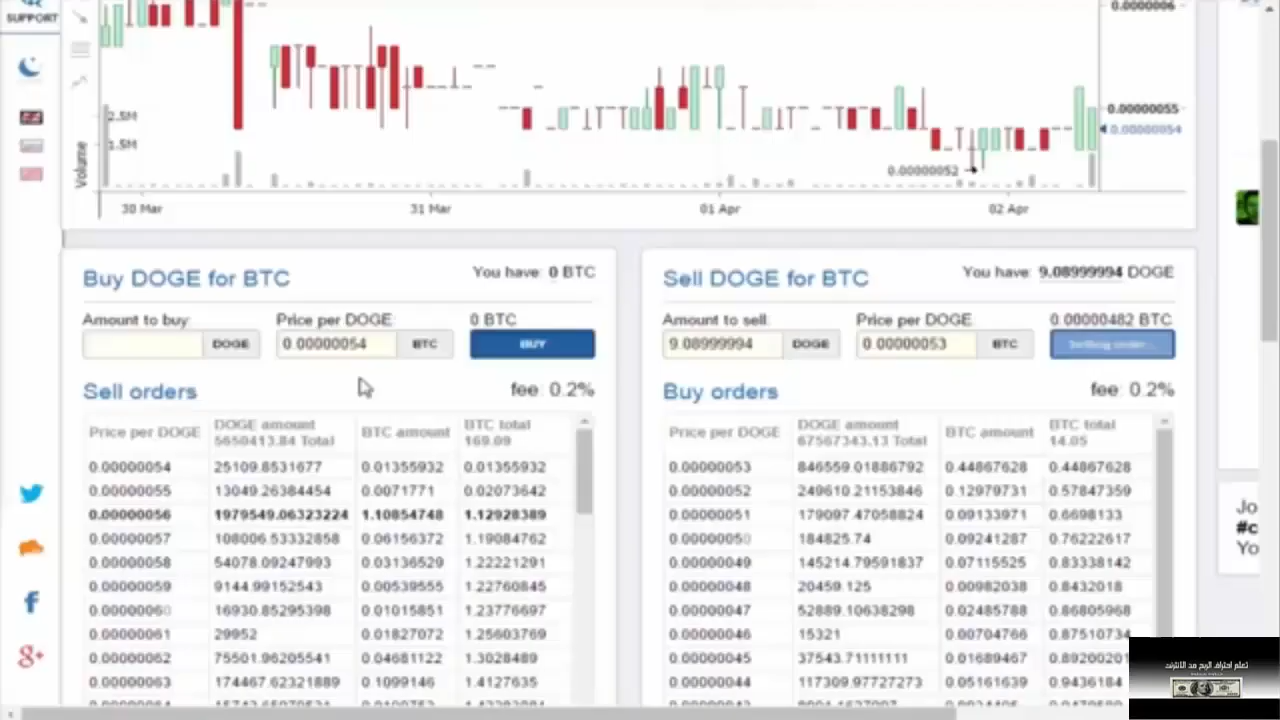 SUPPORT
0.0000006
2.5M
1.5M
Volume
0.00000055
0.00000054
0.00000052
30 Mar 31 Mar 01 Apr 02 Apr
Buy DOGE for BTC
You have: 0 BTC
Amount to buy:
Price per DOGE:
0 BTC
DOGE
0.00000054
BTC
BUY
Sell orders
fee: 0.2%
Price per DOGE DOGE amount BTC amount BTC total
5650413.84 Total 169.09
0.00000054 25109.8531677 0.01355932 0.01355932
0.00000055 13049.26384454 0.0071771 0.02073642
0.00000056 1979549.06323224 1.10854748 1.12928389
0.00000057 108006.53332858 0.06156372 1.19084762
0.00000058 54078.09247993 0.03136529 1.22221291
0.00000059 9144.99152543 0.00539555 1.22760845
0.00000060 16930.85295398 0.01015851 1.23776697
0.00000061 29952 0.01827072 1.25603769
0.00000062 75501.96205541 0.04681122 1.3028489
0.00000063 174467.62321889 0.1099146 1.4127635
Sell DOGE for BTC
You have: 9.08999994 DOGE
Amount to sell:
Price per DOGE:
0.00000482 BTC
9.08999994
DOGE
0.00000053
BTC
Buy orders
fee: 0.2%
Price per DOGE DOGE amount BTC amount BTC total
67567343.13 Total 14.05
0.00000053 846559.01886792 0.44867628 0.44867628
0.00000052 249610.21153846 0.12979731 0.57847359
0.00000051 179097.47058824 0.09133971 0.6698133
0.00000050 184825.74 0.09241287 0.76222617
0.00000049 145214.79591837 0.07115525 0.83338142
0.00000048 20459.125 0.00982038 0.8432018
0.00000047 52889.10638298 0.02485788 0.86805968
0.00000046 15321 0.00704766 0.87510734
0.00000045 37543.71111111 0.01689467 0.89200201
0.00000044 117309.97727273 0.05161639 0.9436184
Jo
#c
Yo
تعلم احتراف الربح من الانترنت